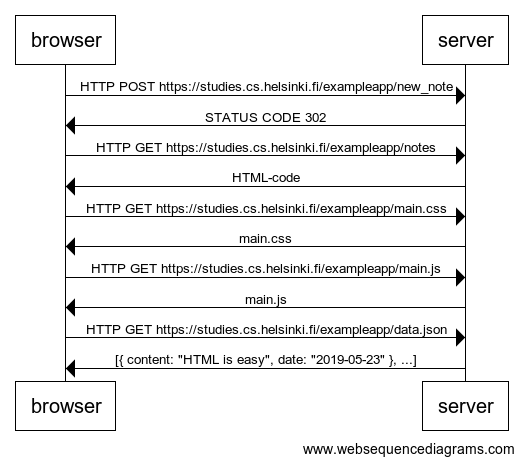 browser server
HTTP POST https://studies.cs.helsinki.fi/exampleapp/new_note
STATUS CODE 302
HTTP GET https://studies.cs.helsinki.fi/exampleapp/notes
HTML-code
HTTP GET https://studies.cs.helsinki.fi/exampleapp/main.css
main.css
HTTP GET https://studies.cs.helsinki.fi/exampleapp/main.js
main.js
HTTP GET https://studies.cs.helsinki.fi/exampleapp/data.json
[{ content: "HTML is easy", date: "2019-05-23" }, ...]
browser server
www.websequencediagrams.com